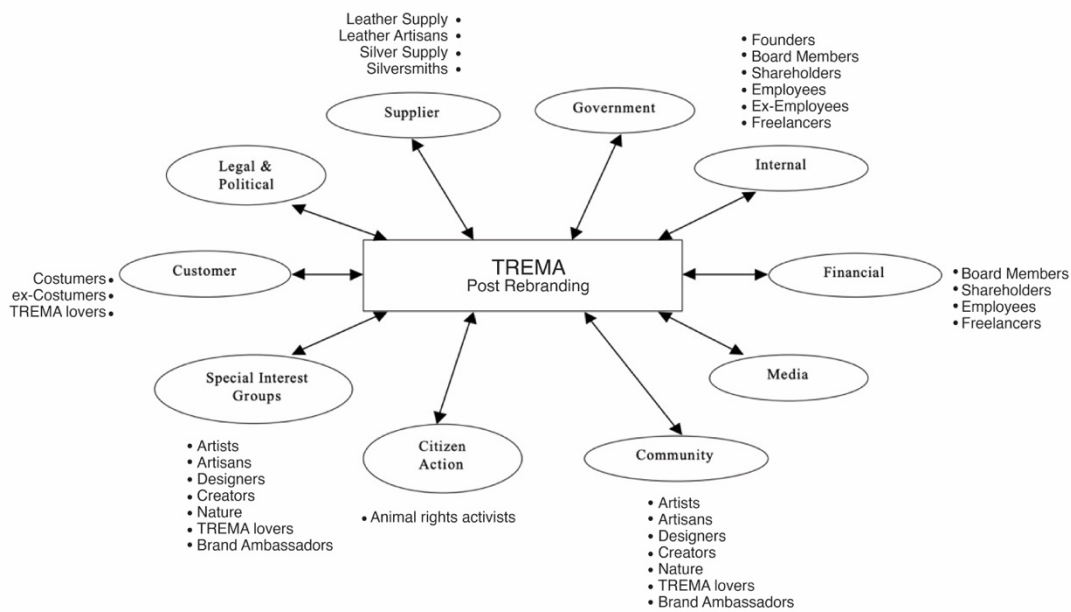 Leather Supply •
Leather Artisans •
Silver Supply •
Silversmiths •
Supplier
Government
• Founders
• Board Members
• Shareholders
• Employees
• Ex-Employees
• Freelancers
Internal
Legal &
Political
Customer
Costumers •
ex-Costumers •
TREMA lovers •
TREMA
Post Rebranding
Financial
• Board Members
• Shareholders
• Employees
• Freelancers
Special Interest
Groups
• Artists
• Artisans
• Designers
• Creators
• Nature
• TREMA lovers
• Brand Ambassadors
Citizen
Action
• Animal rights activists
Community
• Artists
• Artisans
• Designers
• Creators
• Nature
• TREMA lovers
• Brand Ambassadors
Media